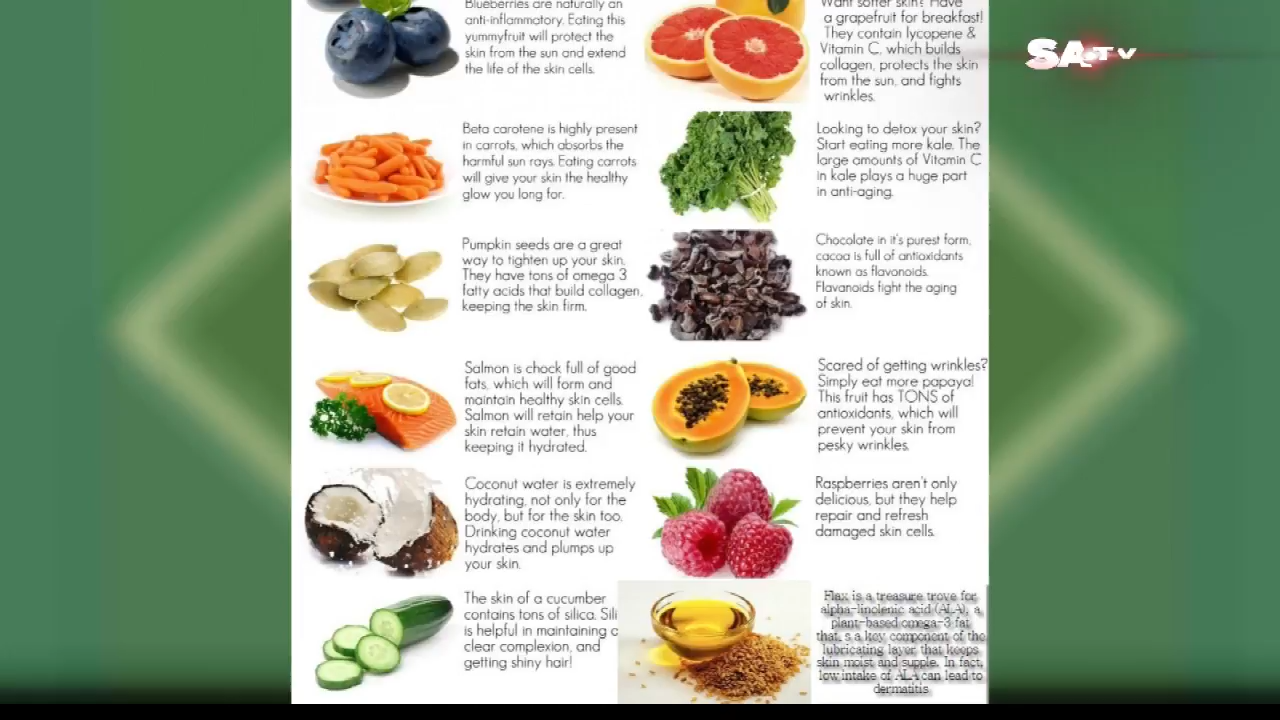 Blueberries are naturally an
anti-inflammatory. Eating this
yummyfruit will protect the
skin from the sun and extend
the life of the skin cells.
Want softer skin? Have
a grapefruit for breakfast!
They contain lycopene &
Vitamin C, which builds
collagen, protects the skin
from the sun, and fights
wrinkles.
SA TV
Beta carotene is highly present
in carrots, which absorbs the
harmful sun rays. Eating carrots
will give your skin the healthy
glow you long for.
Looking to detox your skin?
Start eating more kale. The
large amounts of Vitamin C
in kale plays a huge part
in anti-aging.
Pumpkin seeds are a great
way to tighten up your skin.
They have tons of omega 3
fatty acids that build collagen,
keeping the skin firm.
Chocolate in it's purest form,
cacoa is full of antioxidants
known as flavonoids.
Flavanoids fight the aging
of skin.
Salmon is chock full of good
fats, which will form and
maintain healthy skin cells.
Salmon will retain help your
skin retain water, thus
keeping it hydrated.
Scared of getting wrinkles?
Simply eat more papaya!
This fruit has TONS of
antioxidants, which will
prevent your skin from
pesky wrinkles.
Coconut water is extremely
hydrating, not only for the
body, but for the skin too.
Drinking coconut water
hydrates and plumps up
your skin.
Raspberries aren't only
delicious, but they help
repair and refresh
damaged skin cells.
The skin of a cucumber
contains tons of silica. Sili
is helpful in maintaining a
clear complexion, and
getting shiny hair!
Flax is a treasure trove for
alpha-linolenic acid (ALA), a
plant-based omega-3 fat
that, s a key component of the
lubricating layer that keeps
skin moist and supple. In fact,
low intake of ALA can lead to
dermatitis